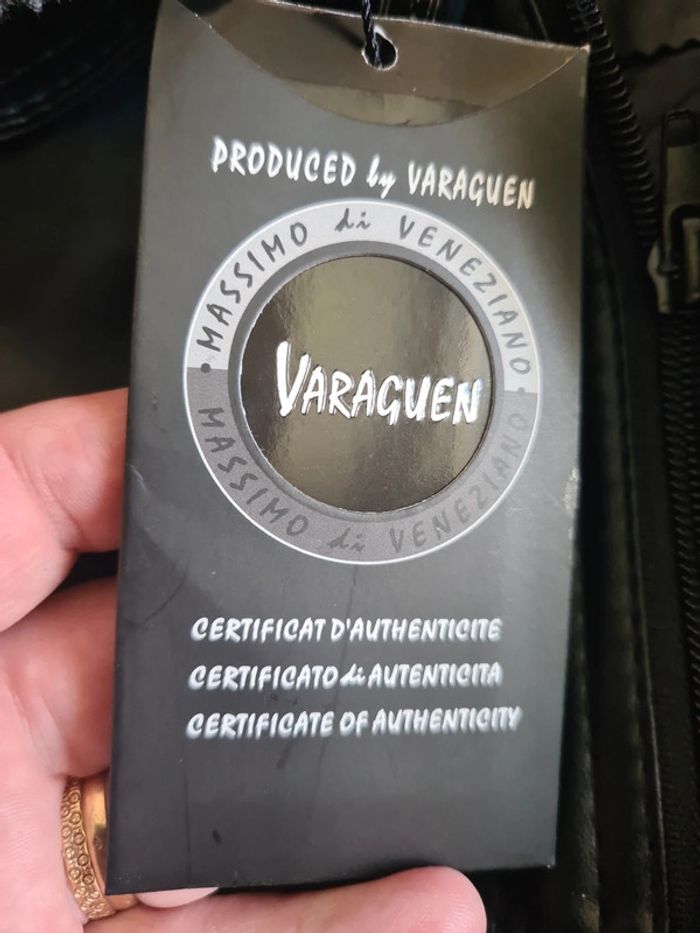 PRODUCED by VARAGUEN
MASSIMO di VENEZIANO
VARAGUEN
MASSIMO di VENEZIANO
CERTIFICAT D'AUTHENTICITE
CERTIFICATO di AUTENTICITA
CERTIFICATE OF AUTHENTICITY